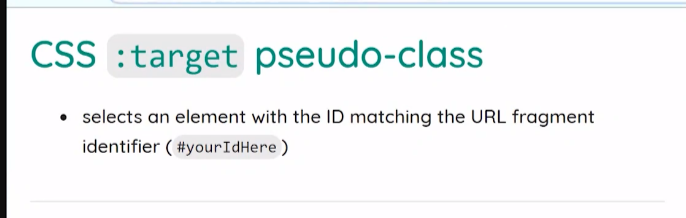 CSS :target pseudo-class
• selects an element with the ID matching the URL fragment
identifier ( #yourIdHere )